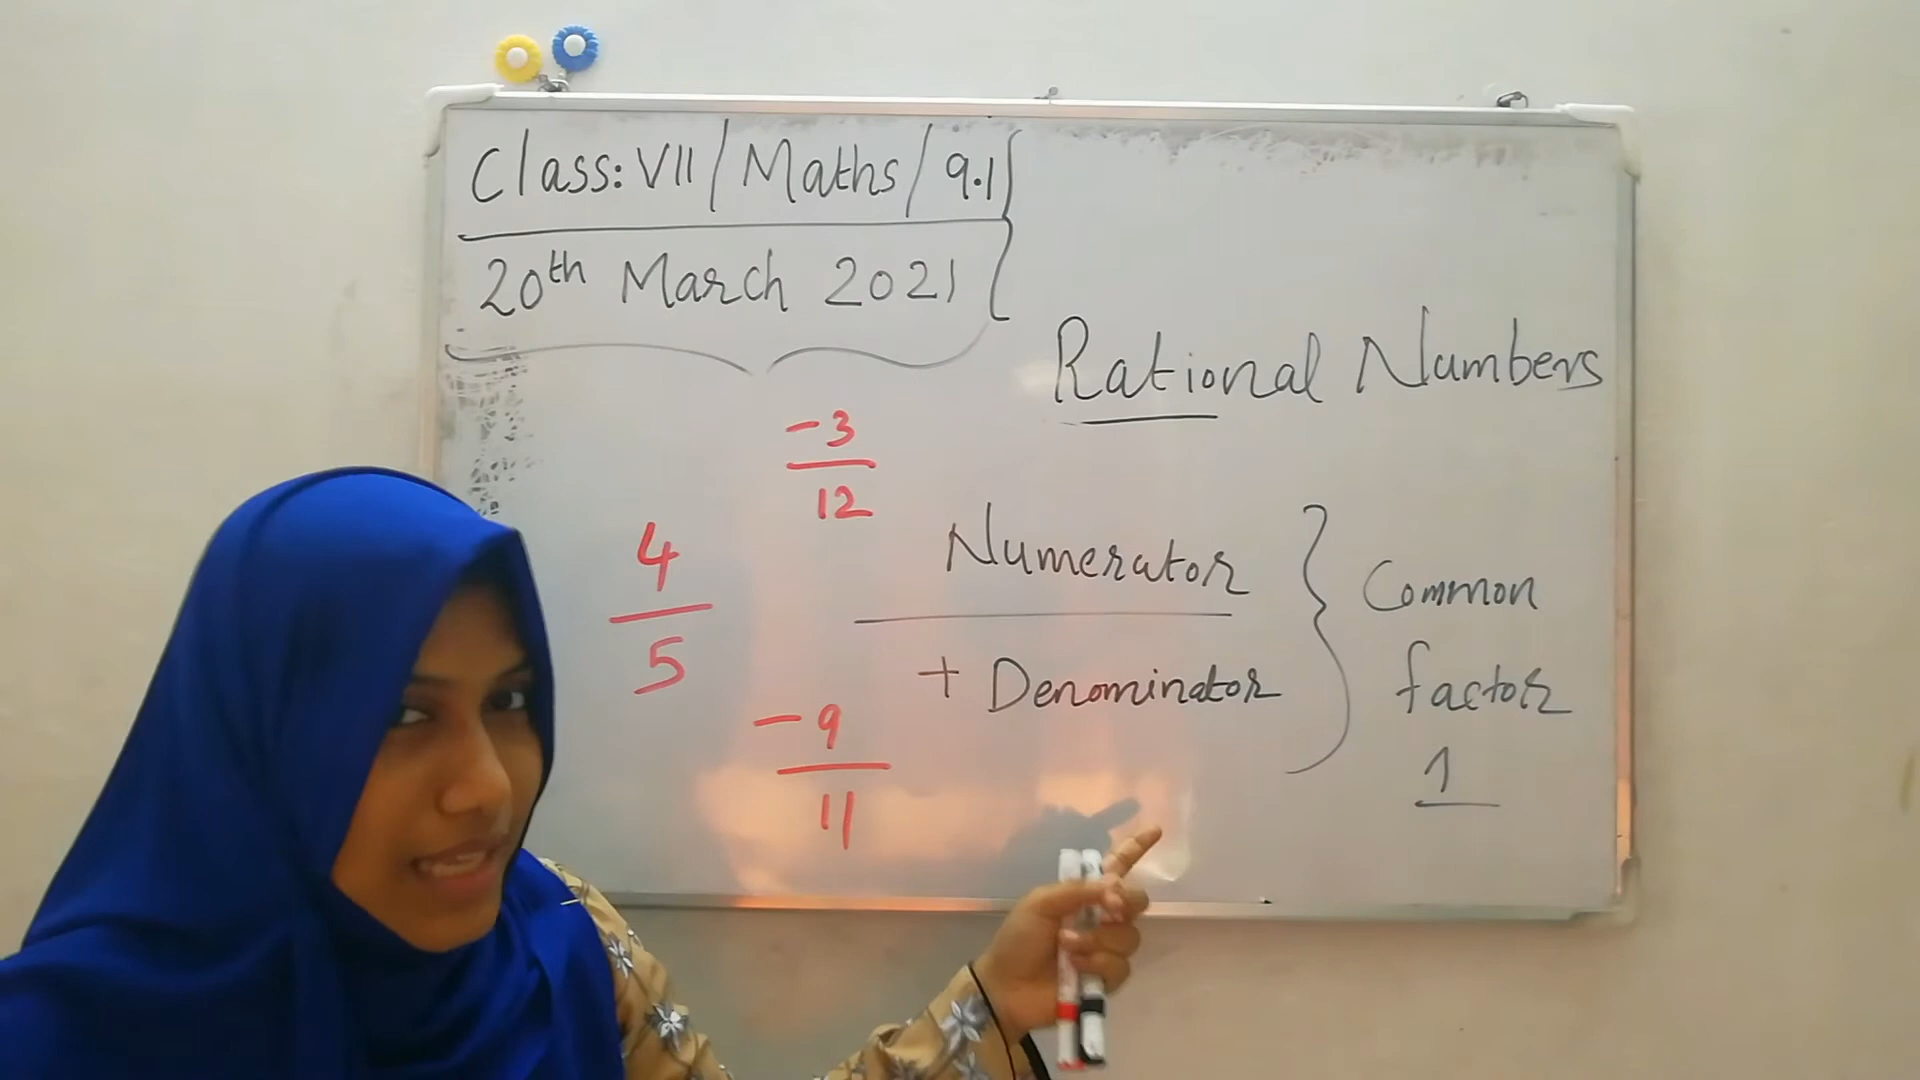 Class: VII / Maths / 9.1
20th March 2021
Rational Numbers
-3
12
4
5
Numerator
+ Denominator
Common
factor
1
-9
11